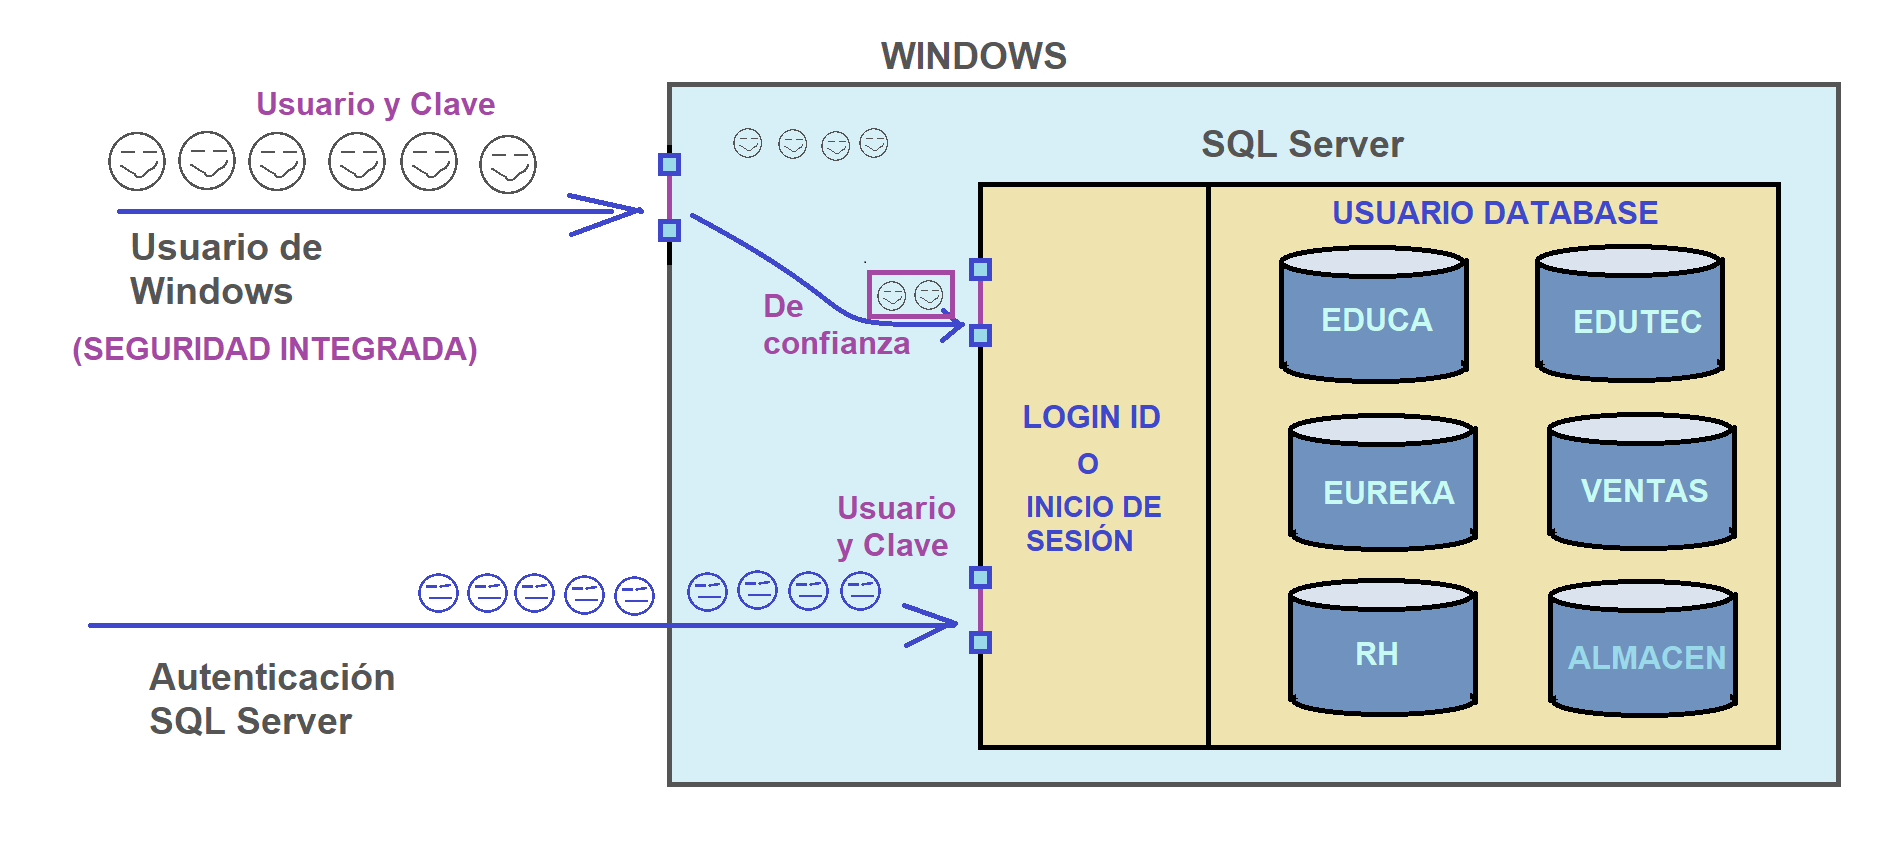 WINDOWS
Usuario y Clave
Usuario de
Windows
(SEGURIDAD INTEGRADA)
SQL Server
USUARIO DATABASE
De
confianza
EDUCA
EDUTEC
LOGIN ID
O
INICIO DE
SESIÓN
EUREKA
VENTAS
Usuario
y Clave
RH
ALMACEN
Autenticación
SQL Server